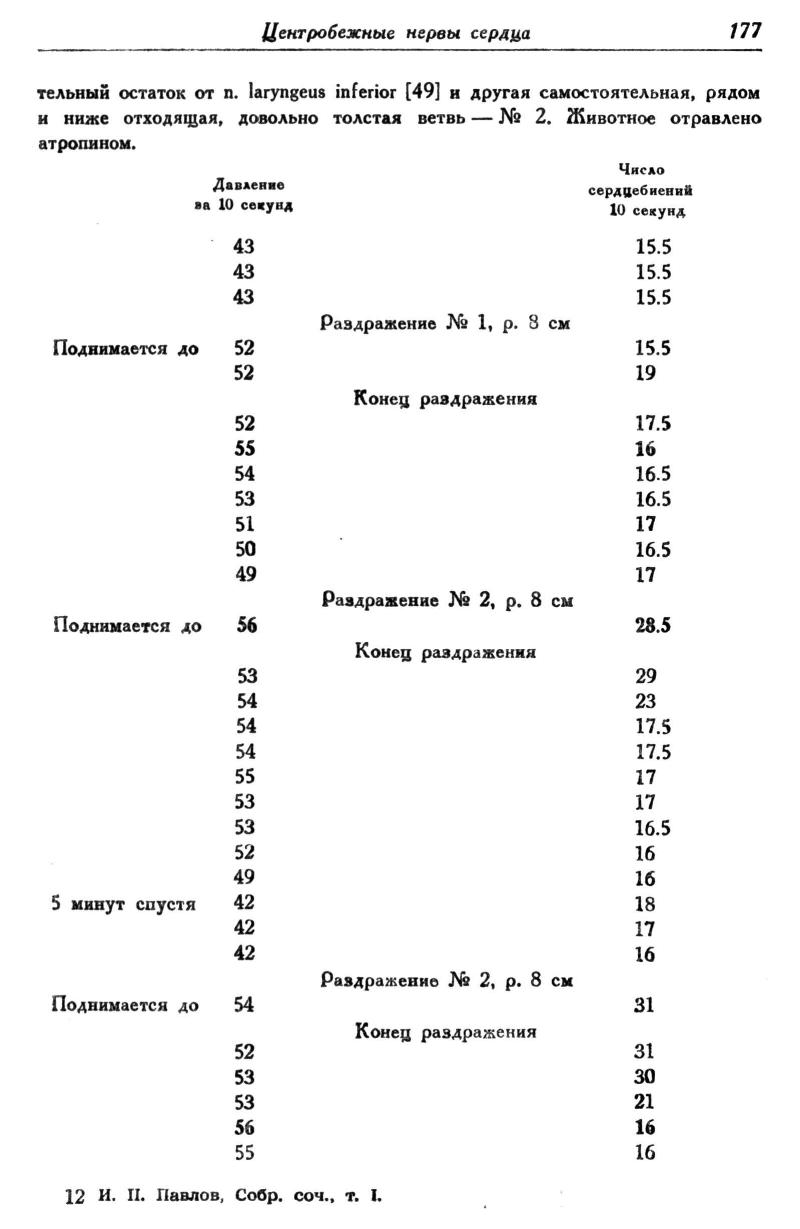 Центробежные нервы сердца 177
тельный остаток от n. laryngeus inferior [49] и другая самостоятельная, рядом
и ниже отходящая, довольно толстая ветвь — № 2. Животное отравлено
атропином.
Давление
за 10 секунд
Число
сердцебиений
10 секунд
43 15.5
43 15.5
43 15.5
Раздражение № 1, р. 8 см
Поднимается до 52 15.5
52 19
Конец раздражения
52 17.5
55 16
54 16.5
53 16.5
51 17
50 16.5
49 17
Раздражение № 2, р. 8 см
Поднимается до 56 28.5
Конец раздражения
53 29
54 23
54 17.5
54 17.5
55 17
53 17
53 16.5
52 16
49 16
5 минут спустя 42 18
42 17
42 16
Раздражение № 2, р. 8 см
Поднимается до 54 31
Конец раздражения
52 31
53 30
53 21
56 16
55 16
12 И. П. Павлов, Собр. соч., т. I.